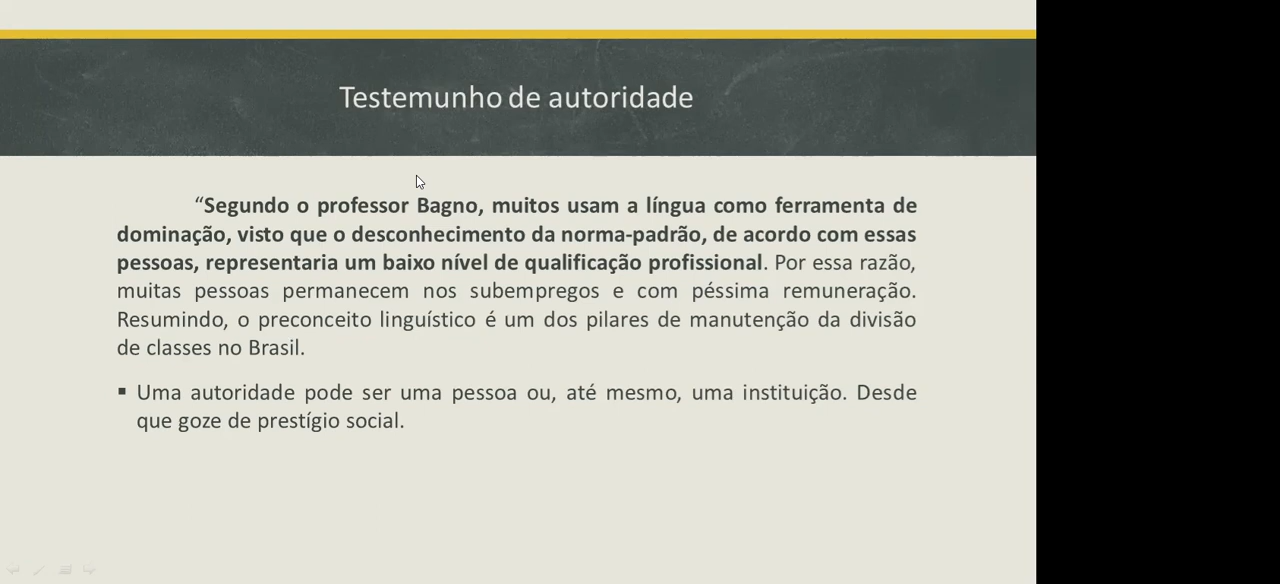 Testemunho de autoridade
“Segundo o professor Bagno, muitos usam a língua como ferramenta de
dominação, visto que o desconhecimento da norma-padrão, de acordo com essas
pessoas, representaria um baixo nível de qualificação profissional. Por essa razão,
muitas pessoas permanecem nos subempregos e com péssima remuneração.
Resumindo, o preconceito linguístico é um dos pilares de manutenção da divisão
de classes no Brasil.
▪ Uma autoridade pode ser uma pessoa ou, até mesmo, uma instituição. Desde
que goze de prestígio social.